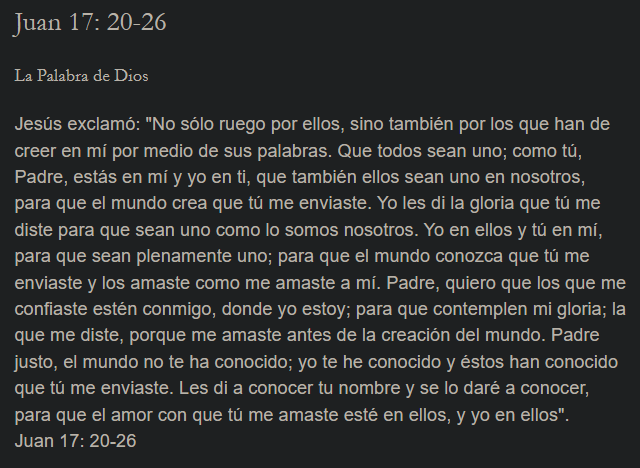 Juan 17: 20-26
La Palabra de Dios
Jesús exclamó: "No sólo ruego por ellos, sino también por los que han de
creer en mí por medio de sus palabras. Que todos sean uno; como tú,
Padre, estás en mí y yo en ti, que también ellos sean uno en nosotros,
para que el mundo crea que tú me enviaste. Yo les di la gloria que tú me
diste para que sean uno como lo somos nosotros. Yo en ellos y tú en mí,
para que sean plenamente uno; para que el mundo conozca que tú me
enviaste y los amaste como me amaste a mí. Padre, quiero que los que me
confiaste estén conmigo, donde yo estoy; para que contemplen mi gloria; la
que me diste, porque me amaste antes de la creación del mundo. Padre
justo, el mundo no te ha conocido; yo te he conocido y éstos han conocido
que tú me enviaste. Les di a conocer tu nombre y se lo daré a conocer,
para que el amor con que tú me amaste esté en ellos, y yo en ellos".
Juan 17: 20-26